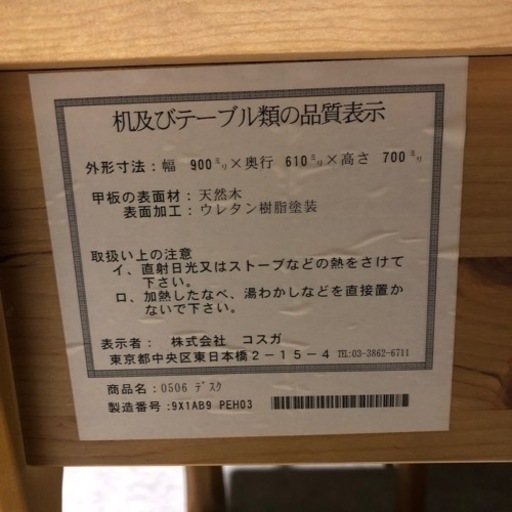 机及びテーブル類の品質表示
外形寸法：幅 900㍉×奥行 610㍉×高さ 700㍉
甲板の表面材：天然木
表面加工：ウレタン樹脂塗装
取扱い上の注意
イ、直射日光又はストーブなどの熱をさけて
下さい。
ロ、加熱したなべ、湯わかしなどを直接置か
ないで下さい。
表示者： 株式会社 コスガ
東京都中央区東日本橋２－１５－４ TEL:03-3862-6711
商品名：0506 ﾃﾞｽｸ
製造番号：9X1AB9 PEH03